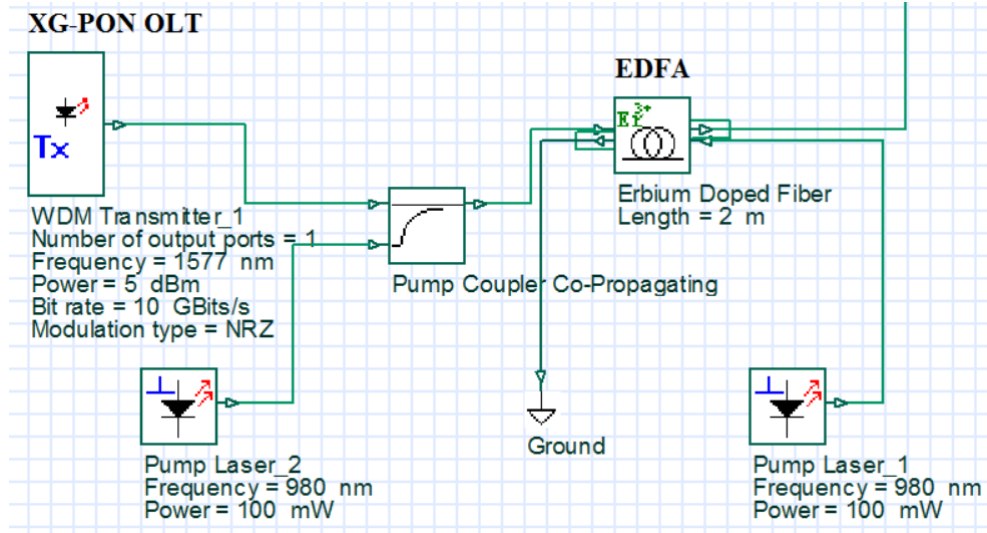 XG-PON OLT
Tx
WDM Transmitter_1
Number of output ports = 1
Frequency = 1577 nm
Power = 5 dBm
Bit rate = 10 GBits/s
Modulation type = NRZ
Pump Coupler Co-Propagating
EDFA
Er 3+
Erbium Doped Fiber
Length = 2 m
Pump Laser_2
Frequency = 980 nm
Power = 100 mW
Ground
Pump Laser_1
Frequency = 980 nm
Power = 100 mW